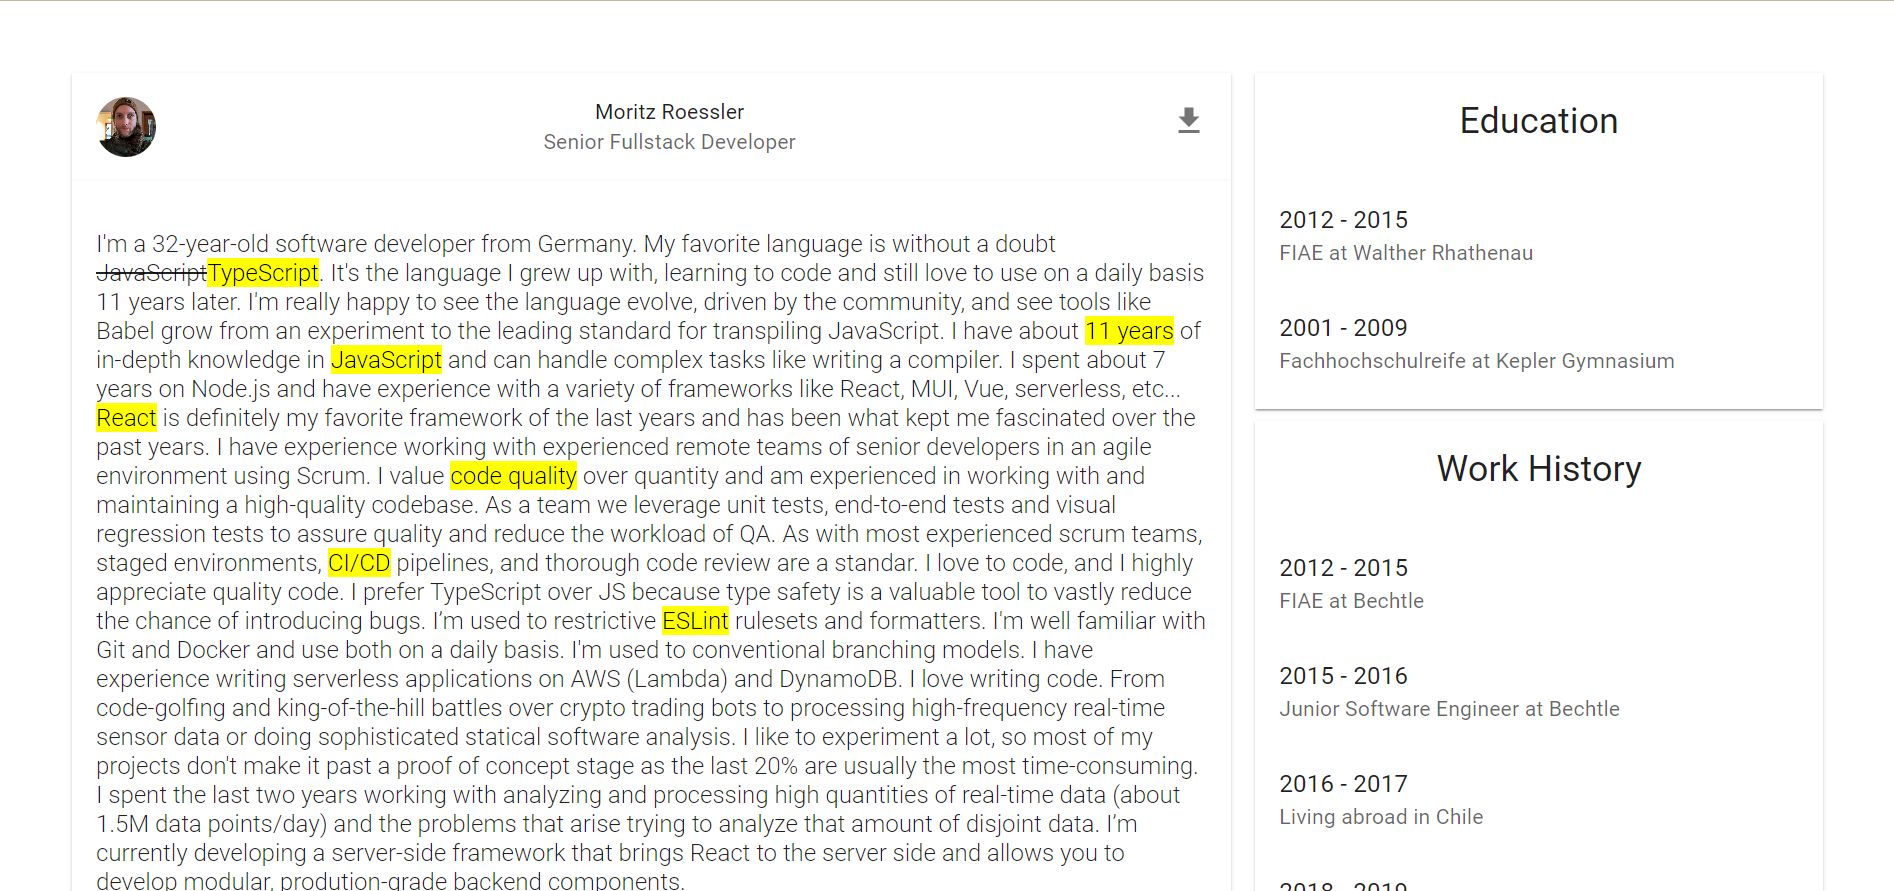 Moritz Roessler
Senior Fullstack Developer
I'm a 32-year-old software developer from Germany. My favorite language is without a doubt
JavaScriptTypeScript. It's the language I grew up with, learning to code and still love to use on a daily basis
11 years later. I'm really happy to see the language evolve, driven by the community, and see tools like
Babel grow from an experiment to the leading standard for transpiling JavaScript. I have about 11 years of
in-depth knowledge in JavaScript and can handle complex tasks like writing a compiler. I spent about 7
years on Node.js and have experience with a variety of frameworks like React, MUI, Vue, serverless, etc...
React is definitely my favorite framework of the last years and has been what kept me fascinated over the
past years. I have experience working with experienced remote teams of senior developers in an agile
environment using Scrum. I value code quality over quantity and am experienced in working with and
maintaining a high-quality codebase. As a team we leverage unit tests, end-to-end tests and visual
regression tests to assure quality and reduce the workload of QA. As with most experienced scrum teams,
staged environments, CI/CD pipelines, and thorough code review are a standar. I love to code, and I highly
appreciate quality code. I prefer TypeScript over JS because type safety is a valuable tool to vastly reduce
the chance of introducing bugs. I’m used to restrictive ESLint rulesets and formatters. I'm well familiar with
Git and Docker and use both on a daily basis. I'm used to conventional branching models. I have
experience writing serverless applications on AWS (Lambda) and DynamoDB. I love writing code. From
code-golfing and king-of-the-hill battles over crypto trading bots to processing high-frequency real-time
sensor data or doing sophisticated statical software analysis. I like to experiment a lot, so most of my
projects don't make it past a proof of concept stage as the last 20% are usually the most time-consuming.
I spent the last two years working with analyzing and processing high quantities of real-time data (about
1.5M data points/day) and the problems that arise trying to analyze that amount of disjoint data. I’m
currently developing a server-side framework that brings React to the server side and allows you to
develop modular, prodution-grade backend components.
Education
2012 - 2015
FIAE at Walther Rhathenau
2001 - 2009
Fachhochschulreife at Kepler Gymnasium
Work History
2012 - 2015
FIAE at Bechtle
2015 - 2016
Junior Software Engineer at Bechtle
2016 - 2017
Living abroad in Chile
2018 - 2019